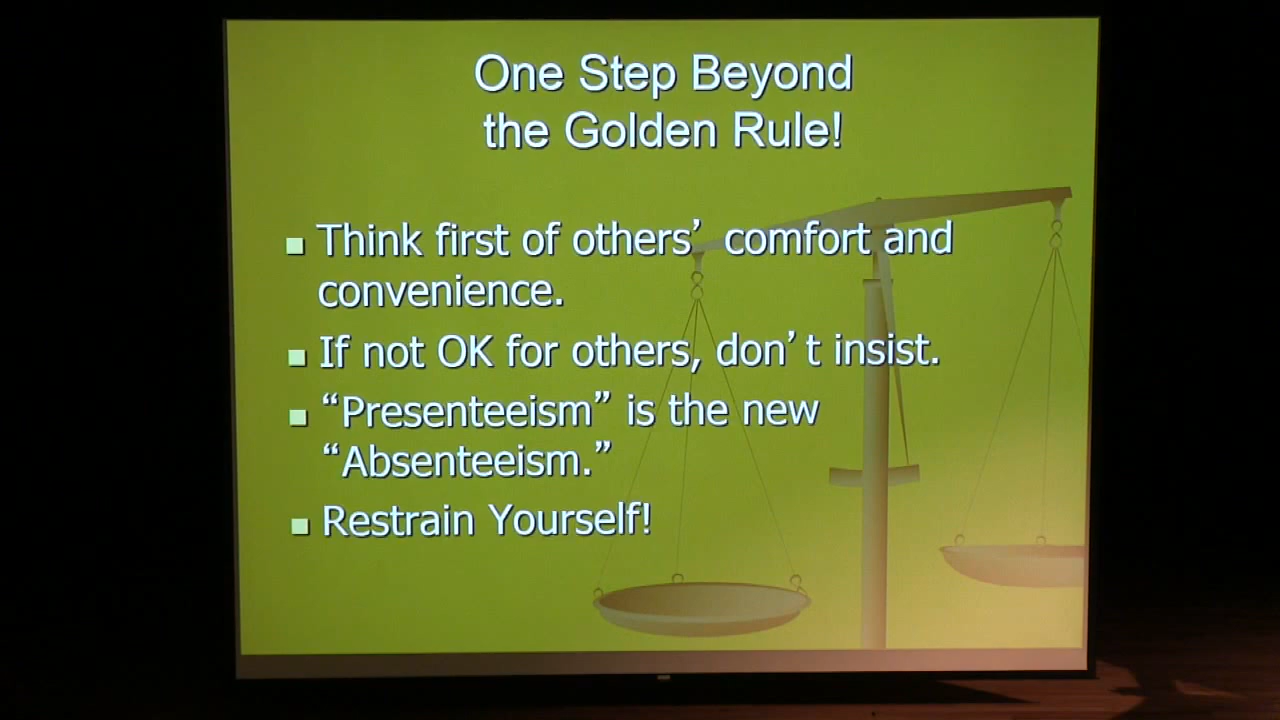 One Step Beyond
the Golden Rule!
Think first of others’ comfort and
convenience.
If not OK for others, don’t insist.
“Presenteeism” is the new
“Absenteeism.”
Restrain Yourself!